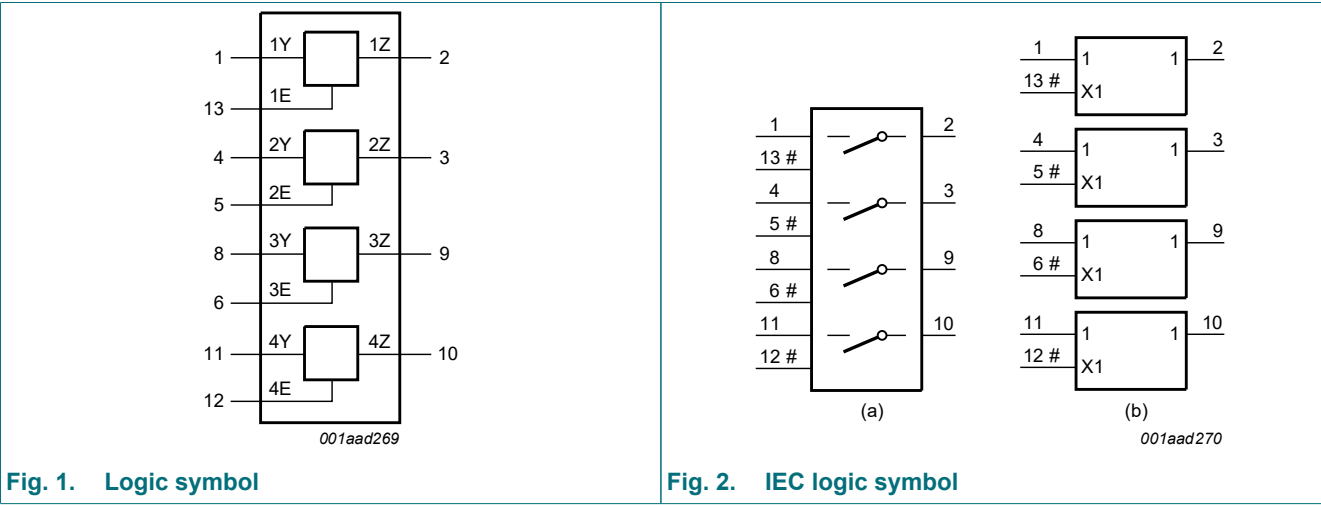 1Y 1Z
1 2
1E
13
2Y 2Z
4 3
2E
5
3Y 3Z
8 9
3E
6
4Y 4Z
11 10
4E
12
001aad269
Fig. 1. Logic symbol
1 2
13 #
4 3
5 #
8 9
6 #
11 10
12 #
(a)
1 2
1 1
13 #
X1
4 3
1 1
5 #
X1
8 9
1 1
6 #
X1
11 10
1 1
12 #
X1
(b)
001aad270
Fig. 2. IEC logic symbol